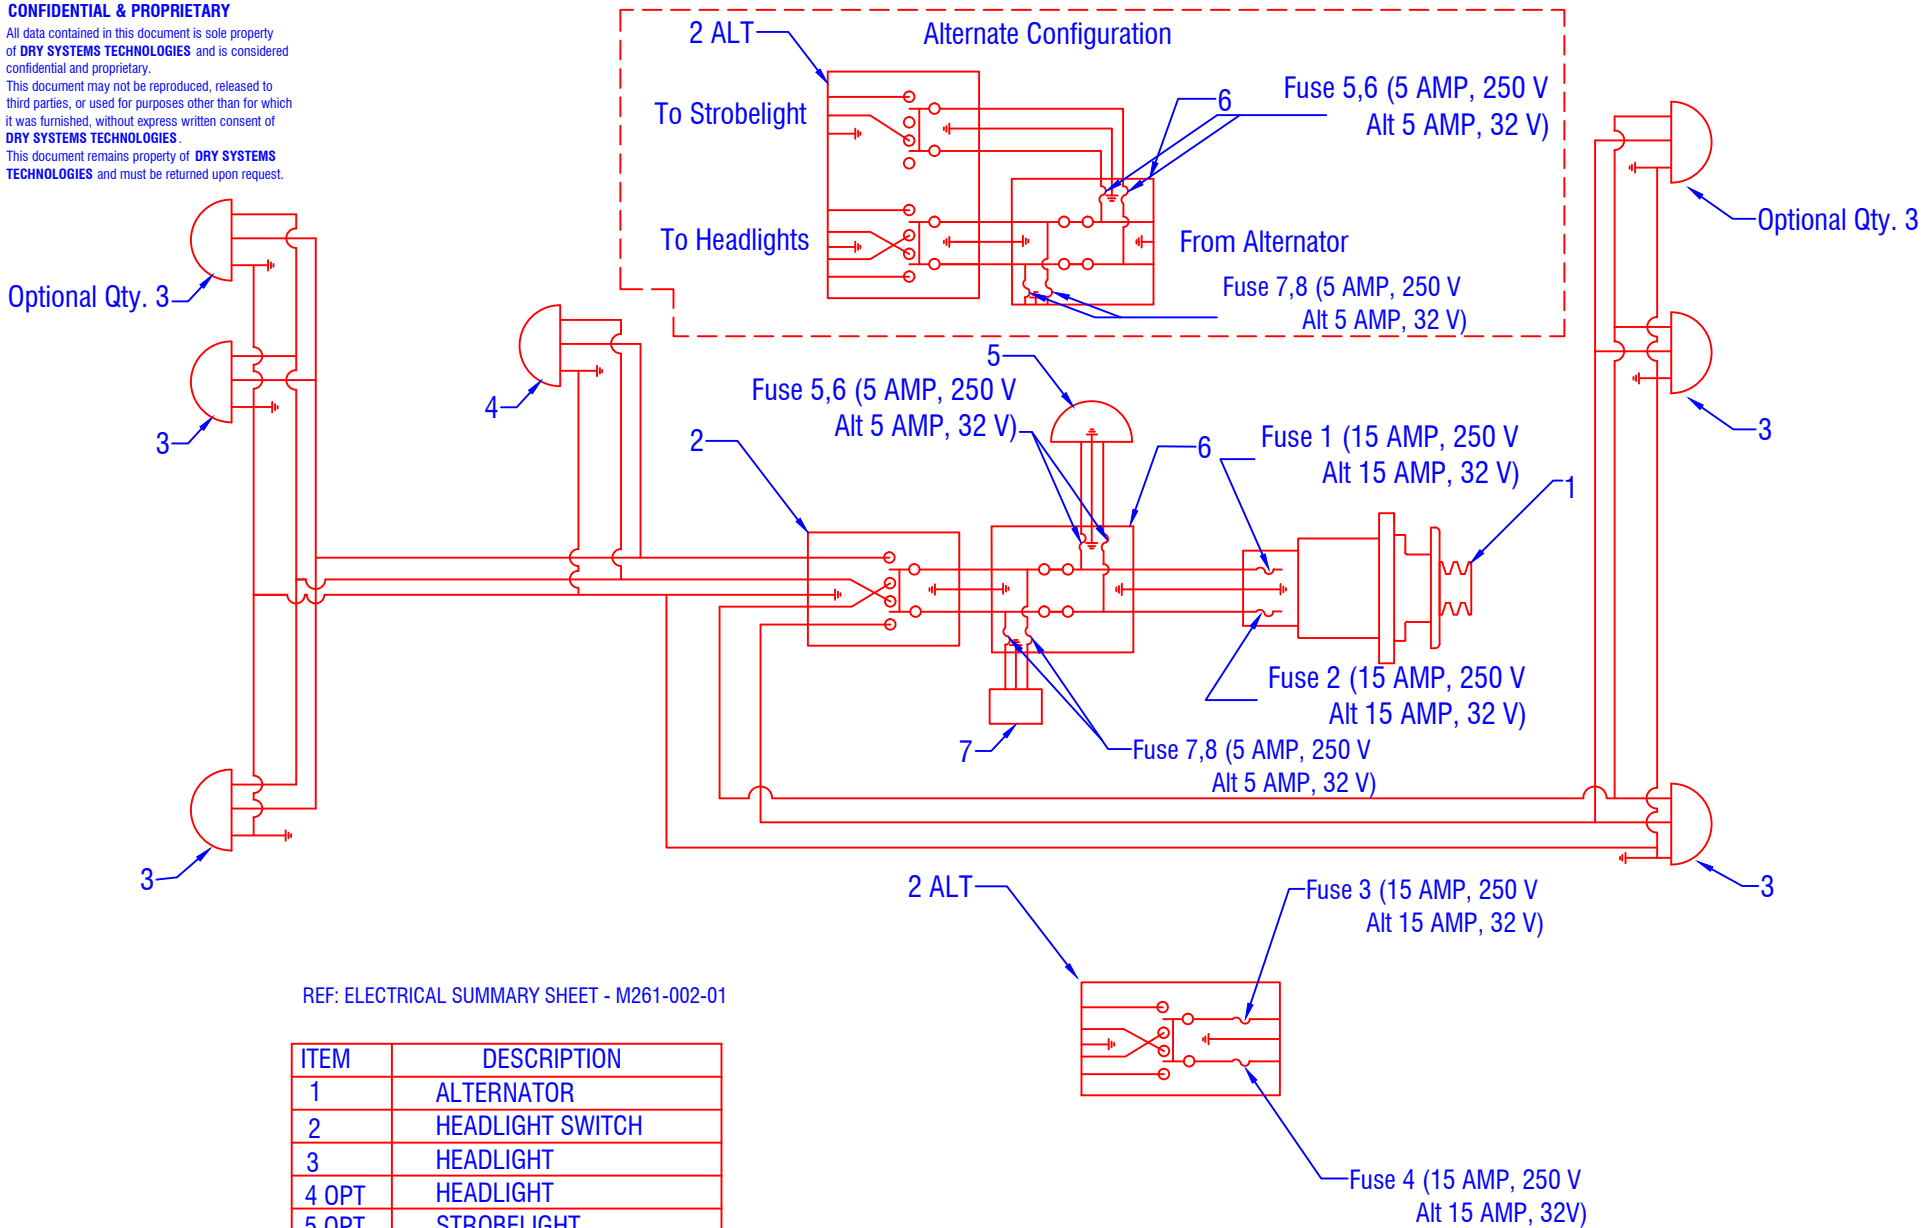 CONFIDENTIAL & PROPRIETARY
All data contained in this document is sole property
of DRY SYSTEMS TECHNOLOGIES and is considered
confidential and proprietary.
This document may not be reproduced, released to
third parties, or used for purposes other than for which
it was furnished, without express written consent of
DRY SYSTEMS TECHNOLOGIES.
This document remains property of DRY SYSTEMS
TECHNOLOGIES and must be returned upon request.
2 ALT
Alternate Configuration
To Strobelight
6
Fuse 5,6 (5 AMP, 250 V
Alt 5 AMP, 32 V)
To Headlights
From Alternator
Fuse 7,8 (5 AMP, 250 V
Alt 5 AMP, 32 V)
Optional Qty. 3
Optional Qty. 3
3
4
5
Fuse 5,6 (5 AMP, 250 V
Alt 5 AMP, 32 V)
2
6
Fuse 1 (15 AMP, 250 V
Alt 15 AMP, 32 V)
1
3
Fuse 2 (15 AMP, 250 V
Alt 15 AMP, 32 V)
7
Fuse 7,8 (5 AMP, 250 V
Alt 5 AMP, 32 V)
3
3
2 ALT
Fuse 3 (15 AMP, 250 V
Alt 15 AMP, 32 V)
Fuse 4 (15 AMP, 250 V
Alt 15 AMP, 32V)
REF: ELECTRICAL SUMMARY SHEET - M261-002-01
ITEM DESCRIPTION
1 ALTERNATOR
2 HEADLIGHT SWITCH
3 HEADLIGHT
4 OPT HEADLIGHT
5 OPT STROBELIGHT